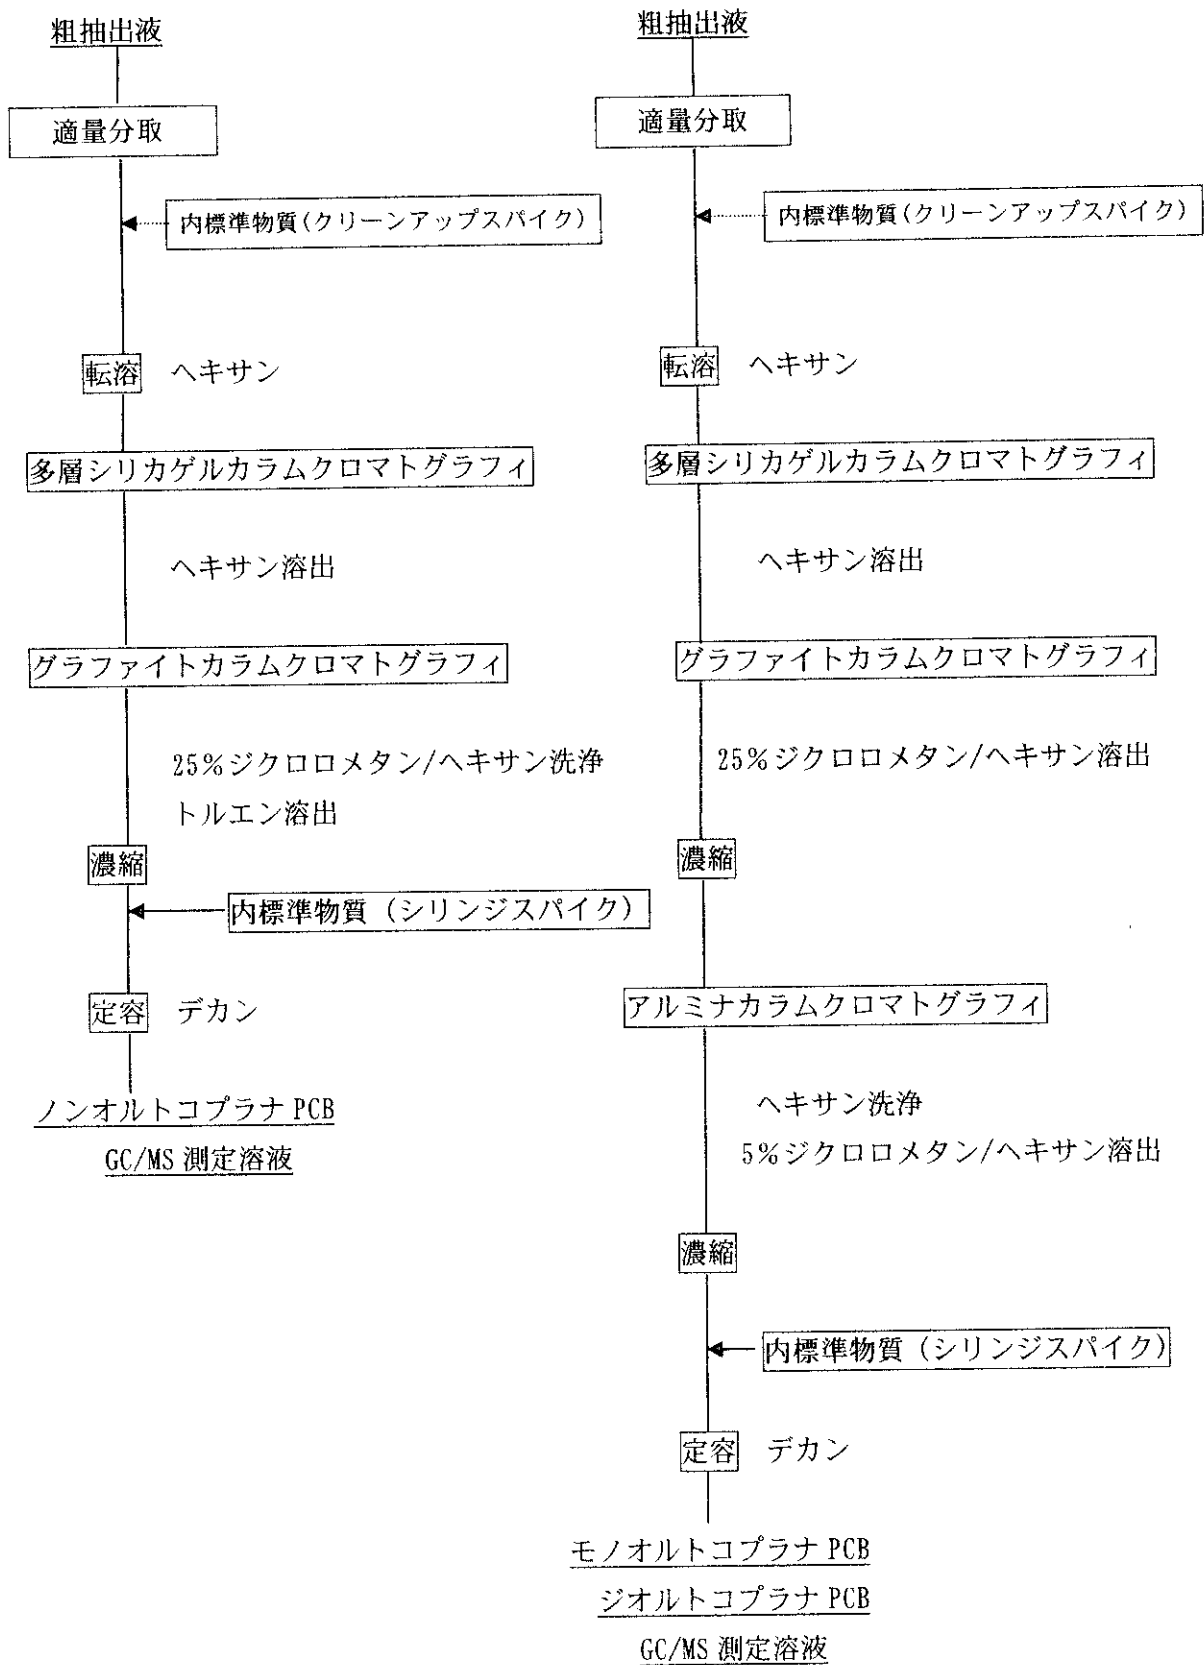 粗抽出液
適量分取
内標準物質(クリーンアップスパイク)
転溶 ヘキサン
多層シリカゲルカラムクロマトグラフィ
ヘキサン溶出
グラファイトカラムクロマトグラフィ
25%ジクロロメタン/ヘキサン洗浄
トルエン溶出
濃縮
内標準物質（シリンジスパイク）
定容 デカン
ノンオルトコプラナPCB
GC/MS測定溶液
粗抽出液
適量分取
内標準物質(クリーンアップスパイク)
転溶 ヘキサン
多層シリカゲルカラムクロマトグラフィ
ヘキサン溶出
グラファイトカラムクロマトグラフィ
25%ジクロロメタン/ヘキサン溶出
濃縮
アルミナカラムクロマトグラフィ
ヘキサン洗浄
5%ジクロロメタン/ヘキサン溶出
濃縮
内標準物質（シリンジスパイク）
定容 デカン
モノオルトコプラナPCB
ジオルトコプラナPCB
GC/MS測定溶液